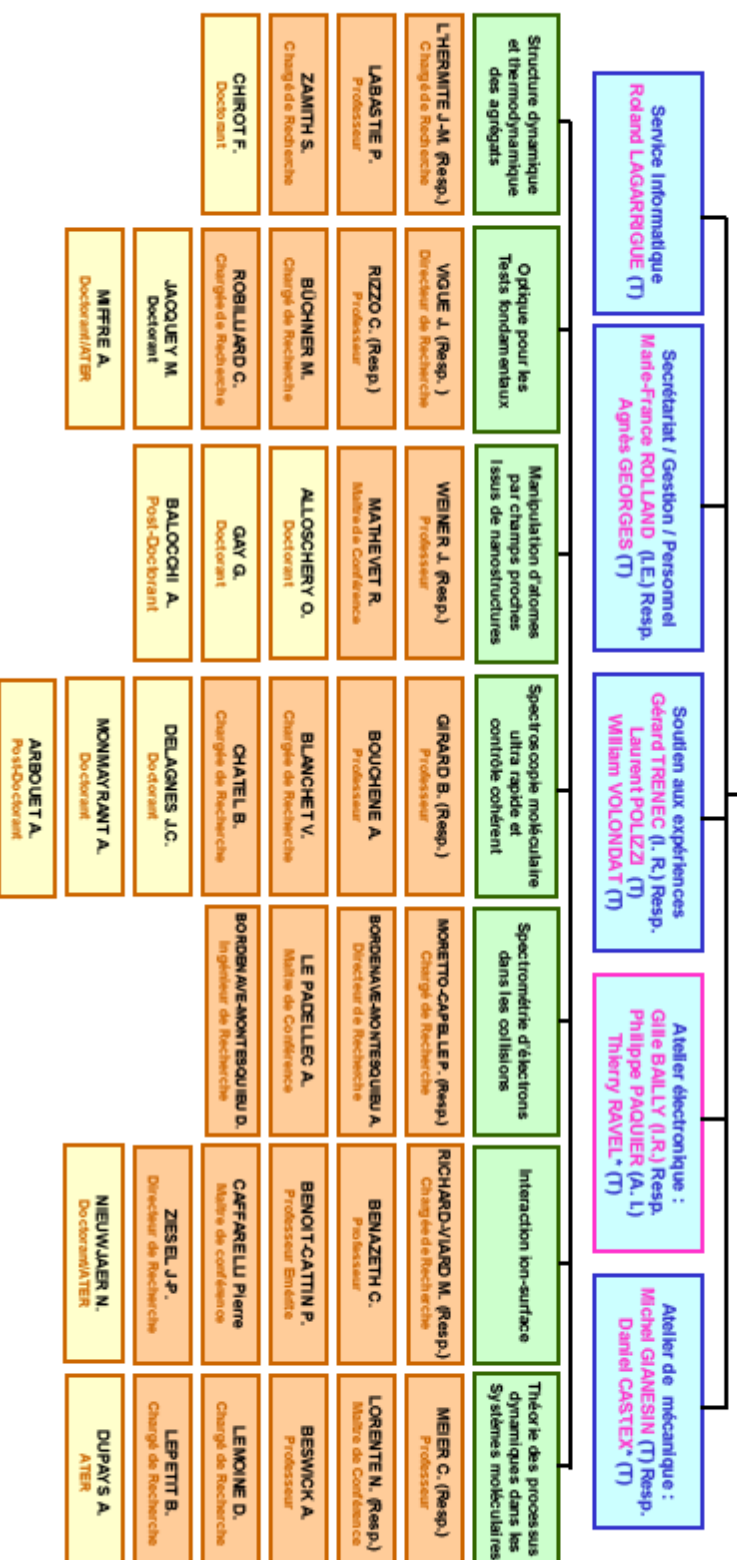 Service Informatique
Roland LAGARRIGUE (T)
Secrétariat / Gestion / Personnel
Marie-France ROLLAND (I.E.) Resp.
Agnès GEORGES (T)
Soutien aux expériences
Gérard TRENEC (I. R.) Resp.
Laurent POLIZZI (T)
William VOLONDAT (T)
Atelier électronique :
Gille BAILLY (I.R.) Resp.
Philippe PAQUIER (A. I.)
Thierry RAVEL* (T)
Atelier de mécanique :
Michel GIANESIN (T) Resp.
Daniel CASTEX* (T)
Structure dynamique
et thermodynamique
des agrégats
L'HERMITE J-M. (Resp.)
Chargé de Recherche
LABASTIE P.
Professeur
ZAMITH S.
Chargé de Recherche
CHIROT F.
Doctorant
Optique pour les
Tests fondamentaux
VIGUE J. (Resp. )
Directeur de Recherche
RIZZO C. (Resp.)
Professeur
BÜCHNER M.
Chargé de Recherche
ROBILLIARD C.
Chargée de Recherche
JACQUEY M.
Doctorant
MIFFRE A.
Doctorant/ATER
Manipulation d'atomes
par champs proches
Issus de nanostructures
WEINER J. (Resp.)
Professeur
MATHEVET R.
Maître de Conférence
ALLOSCHERY O.
Doctorant
GAY G.
Doctorant
BALOCCHI A.
Post-Doctorant
Spectroscopie moléculaire
ultra rapide et
contrôle cohérent
GIRARD B. (Resp.)
Professeur
BOUCHENE A.
Professeur
BLANCHET V.
Chargée de Recherche
CHATEL B.
Chargée de Recherche
DELAGNES J.C.
Doctorant
MONMAYRANT A.
Doctorant
ARBOUET A.
Post-Doctorant
Spectrométrie d'électrons
dans les collisions
MORETTO-CAPELLE P. (Resp.)
Chargé de Recherche
BORDENAVE-MONTESQUIEU A.
Directeur de Recherche
LE PADELLEC A.
Maître de Conférence
BORDENAVE-MONTESQUIEU D.
Ingénieur de Recherche
Interaction ion-surface
RICHARD-VIARD M. (Resp.)
Chargée de Recherche
BENAZETH C.
Professeur
BENOIT-CATTIN P.
Professeur Emérite
CAFFARELLI Pierre
Maître de conférence
ZIESEL J-P.
Directeur de Recherche
NIEUWJAER N.
Doctorant/ATER
Théorie des processus
dynamiques dans les
Systèmes moléculaires
MEIER C. (Resp.)
Professeur
LORENTE N. (Resp.)
Maître de Conférence
BESWICK A.
Professeur
LEMOINE D.
Chargé de Recherche
LEPETIT B.
Chargé de Recherche
DUPAYS A.
ATER